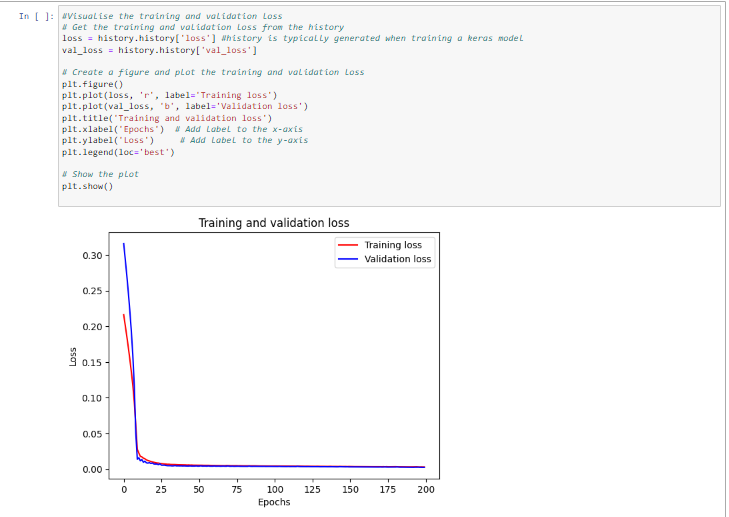 In [ ]: #Visualise the training and validation loss
# Get the training and validation loss from the history
loss = history.history['loss'] #history is typically generated when training a keras model
val_loss = history.history['val_loss']
# Create a figure and plot the training and validation loss
plt.figure()
plt.plot(loss, 'r', label='Training loss')
plt.plot(val_loss, 'b', label='Validation loss')
plt.title('Training and validation loss')
plt.xlabel('Epochs')  # Add label to the x-axis
plt.ylabel('Loss')    # Add label to the y-axis
plt.legend(loc='best')
# Show the plot
plt.show()
Training and validation loss
Training loss
Validation loss
0.30
0.25
0.20
0.15
0.10
0.05
0.00
Loss
0 25 50 75 100 125 150 175 200
Epochs